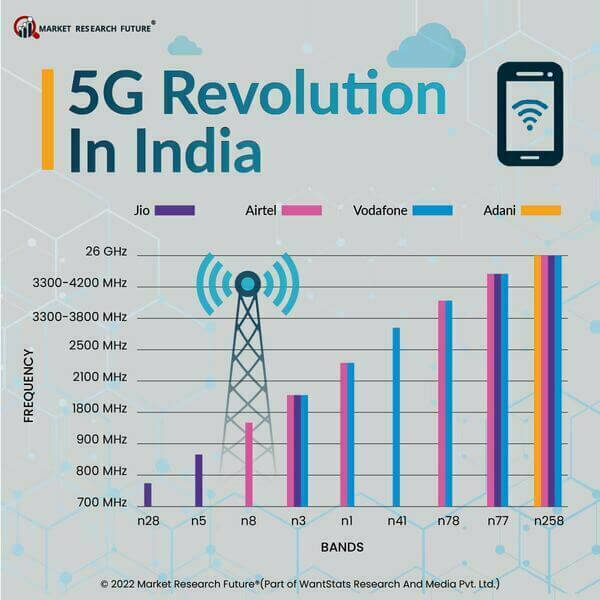 MARKET RESEARCH FUTURE®
5G Revolution
In India
Jio Airtel Vodafone Adani
26 GHz
3300-4200 MHz
3300-3800 MHz
2500 MHz
2100 MHz
1800 MHz
900 MHz
800 MHz
700 MHz
FREQUENCY
n28 n5 n8 n3 n1 n41 n78 n77 n258
BANDS
© 2022 Market Research Future®(Part of WantStats Research And Media Pvt. Ltd.)